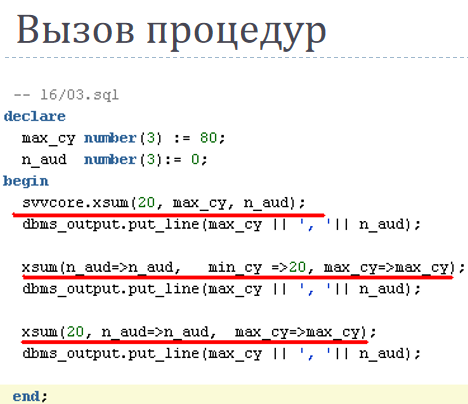 Вызов процедур
-- 16/03.sql
declare
max_cy number(3) := 80;
n_aud number(3):= 0;
begin
svvcore.xsum(20, max_cy, n_aud);
dbms_output.put_line(max_cy || ', '|| n_aud);
xsum(n_aud=>n_aud, min_cy =>20, max_cy=>max_cy);
dbms_output.put_line(max_cy || ', '|| n_aud);
xsum(20, n_aud=>n_aud, max_cy=>max_cy);
dbms_output.put_line(max_cy || ', '|| n_aud);
end;